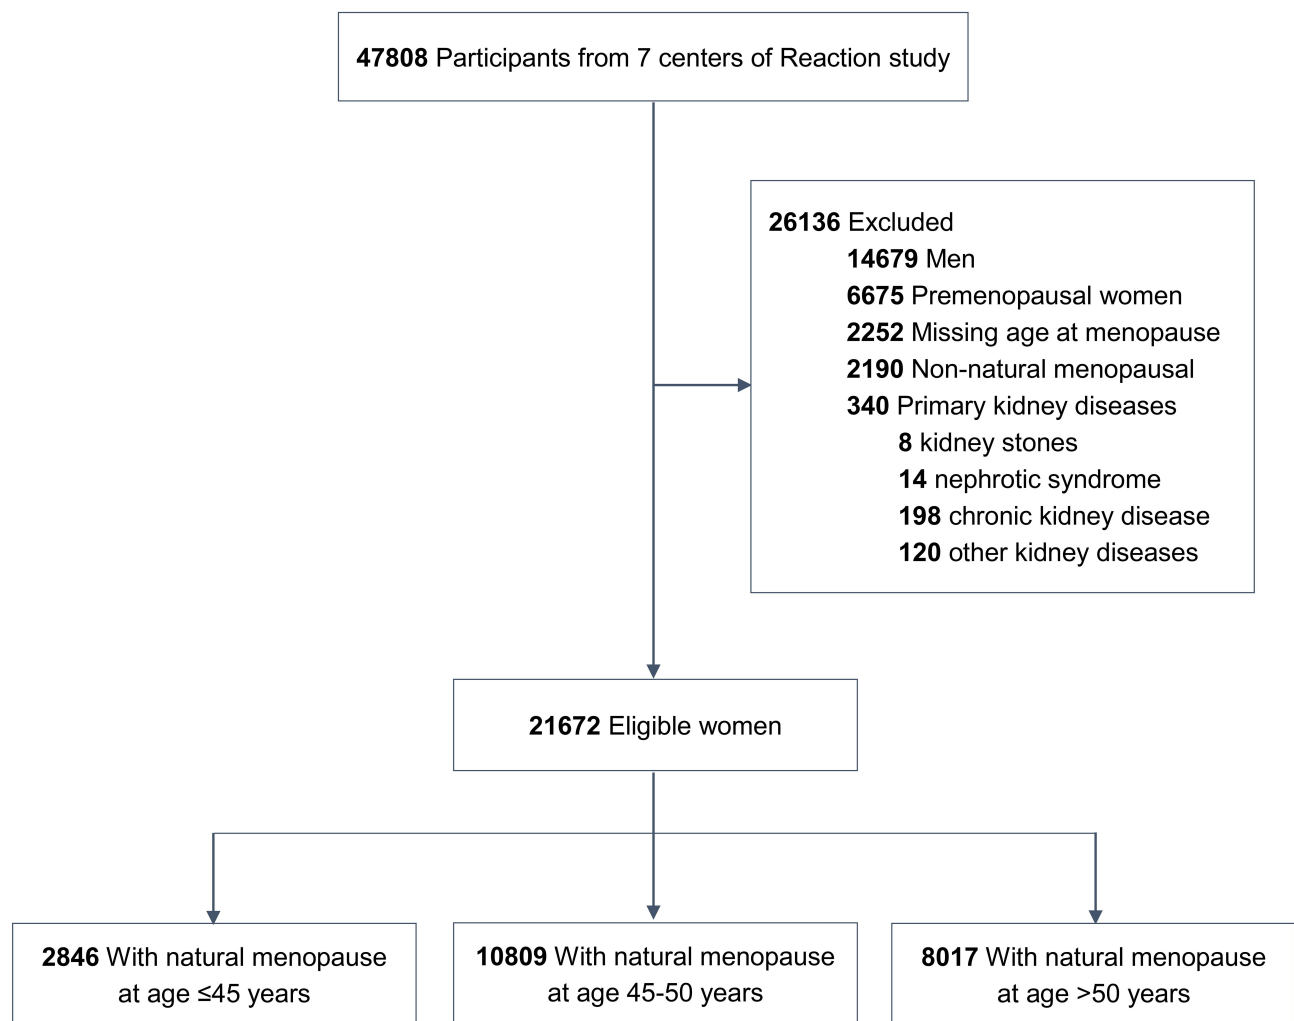 47808 Participants from 7 centers of Reaction study
26136 Excluded
14679 Men
6675 Premenopausal women
2252 Missing age at menopause
2190 Non-natural menopausal
340 Primary kidney diseases
8 kidney stones
14 nephrotic syndrome
198 chronic kidney disease
120 other kidney diseases
21672 Eligible women
2846 With natural menopause
at age ≤45 years
10809 With natural menopause
at age 45-50 years
8017 With natural menopause
at age >50 years